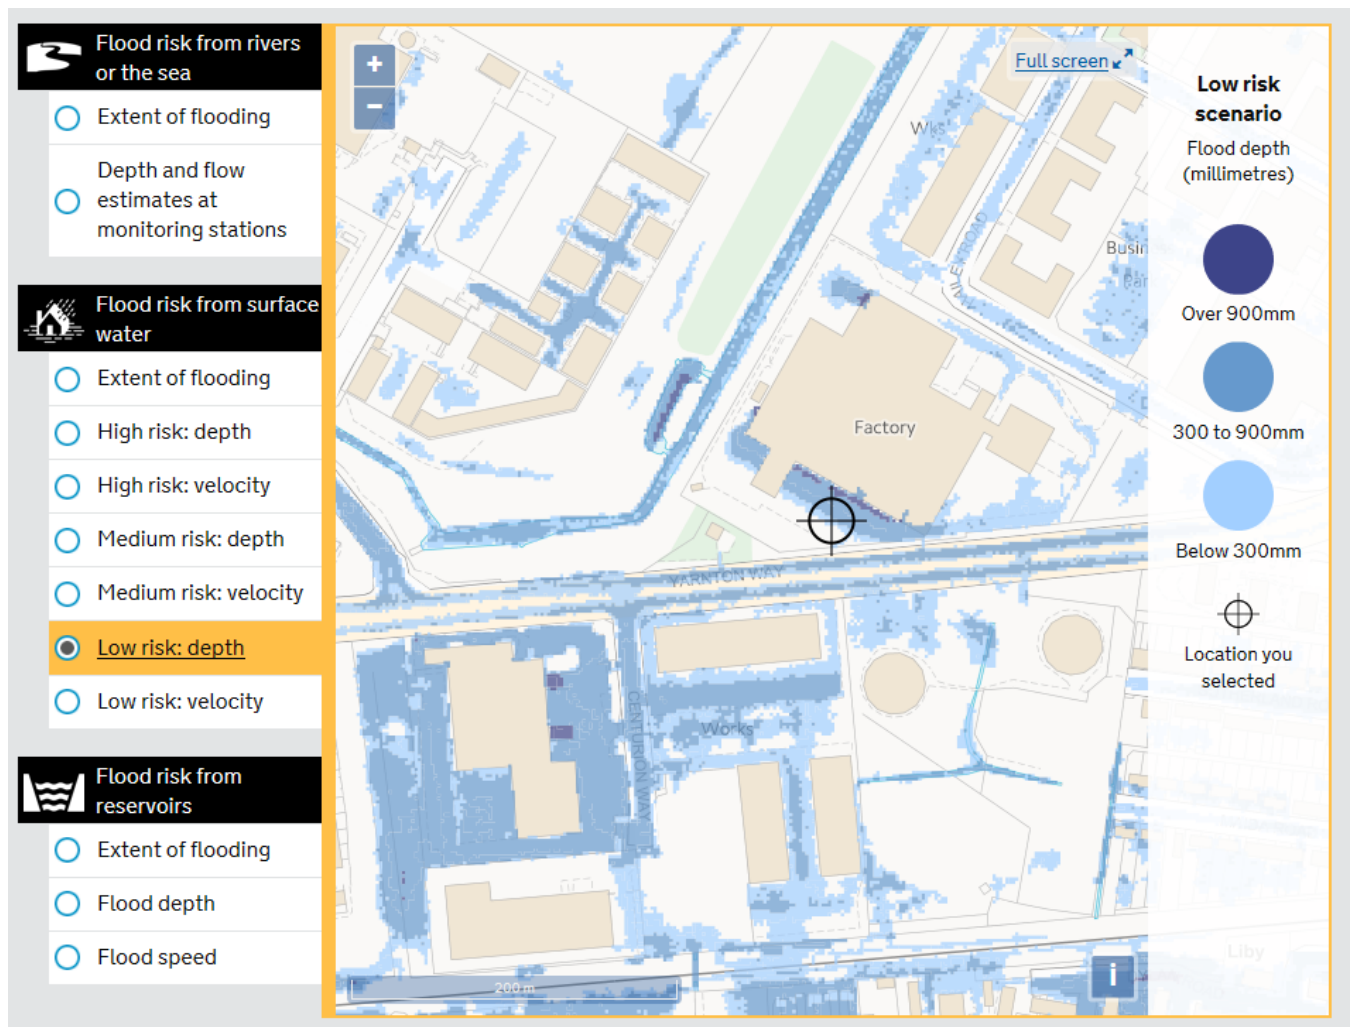 Flood risk from rivers
or the sea
Extent of flooding
Depth and flow
estimates at
monitoring stations
Flood risk from surface
water
Extent of flooding
High risk: depth
High risk: velocity
Medium risk: depth
Medium risk: velocity
Low risk: depth
Low risk: velocity
Flood risk from
reservoirs
Extent of flooding
Flood depth
Flood speed
+
−
Full screen
Wks
Busin
Par
Factory
YARNTON WAY
CENTURION WAY
Works
200 m
i
Low risk
scenario
Flood depth
(millimetres)
Over 900mm
300 to 900mm
Below 300mm
Location you
selected
Liby